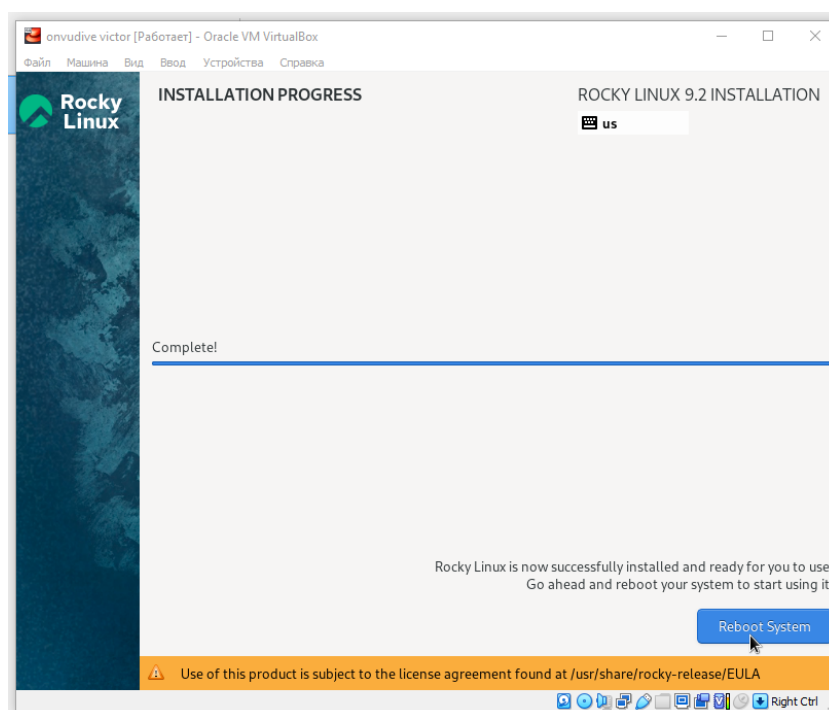 onvudive victor [Работает] - Oracle VM VirtualBox
Файл Машина Вид Ввод Устройства Справка
Rocky
Linux
INSTALLATION PROGRESS
ROCKY LINUX 9.2 INSTALLATION
us
Complete!
Rocky Linux is now successfully installed and ready for you to use
Go ahead and reboot your system to start using it
Reboot System
Use of this product is subject to the license agreement found at /usr/share/rocky-release/EULA
Right Ctrl